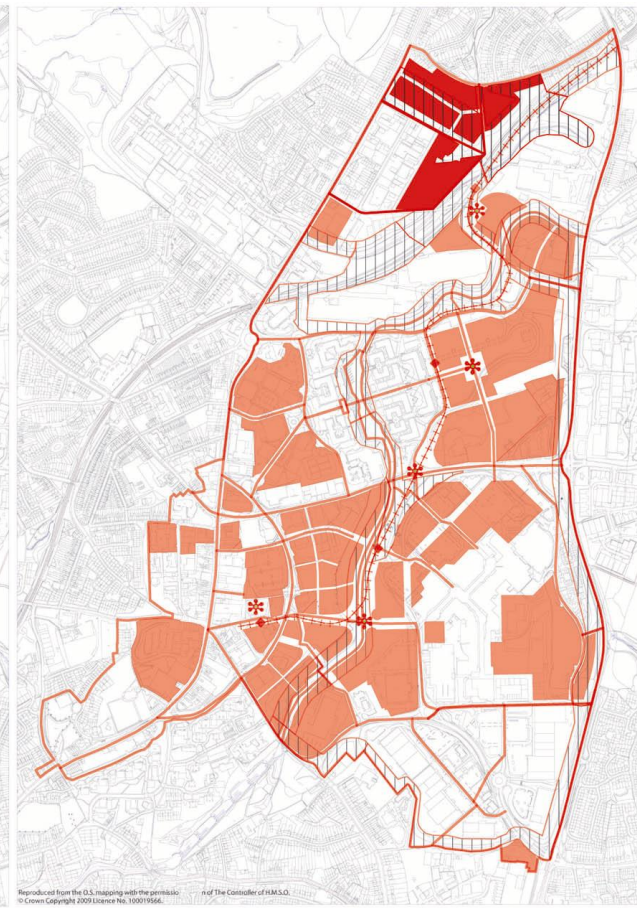 Reproduced from the O.S. mapping with the permissio n of The Controller of H.M.S.O.
© Crown Copyright 2009 Licence No. 100019566.